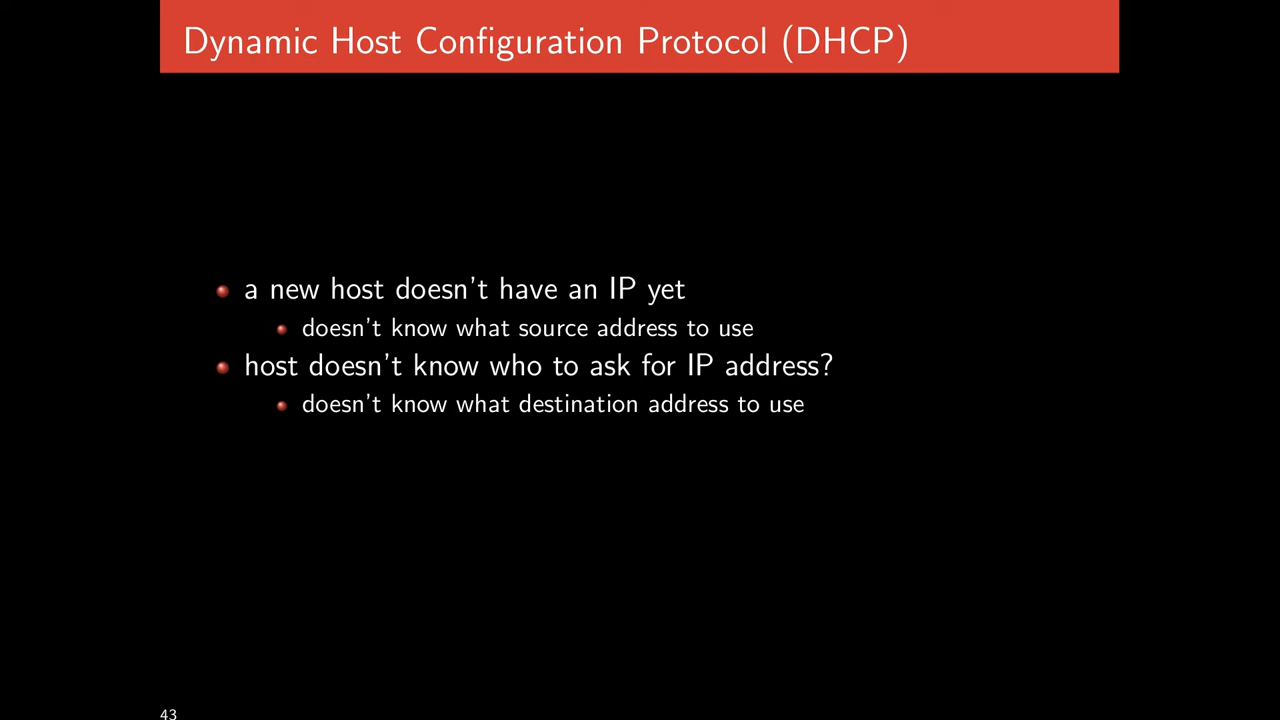 Dynamic Host Configuration Protocol (DHCP)
a new host doesn't have an IP yet
doesn't know what source address to use
host doesn't know who to ask for IP address?
doesn't know what destination address to use
43